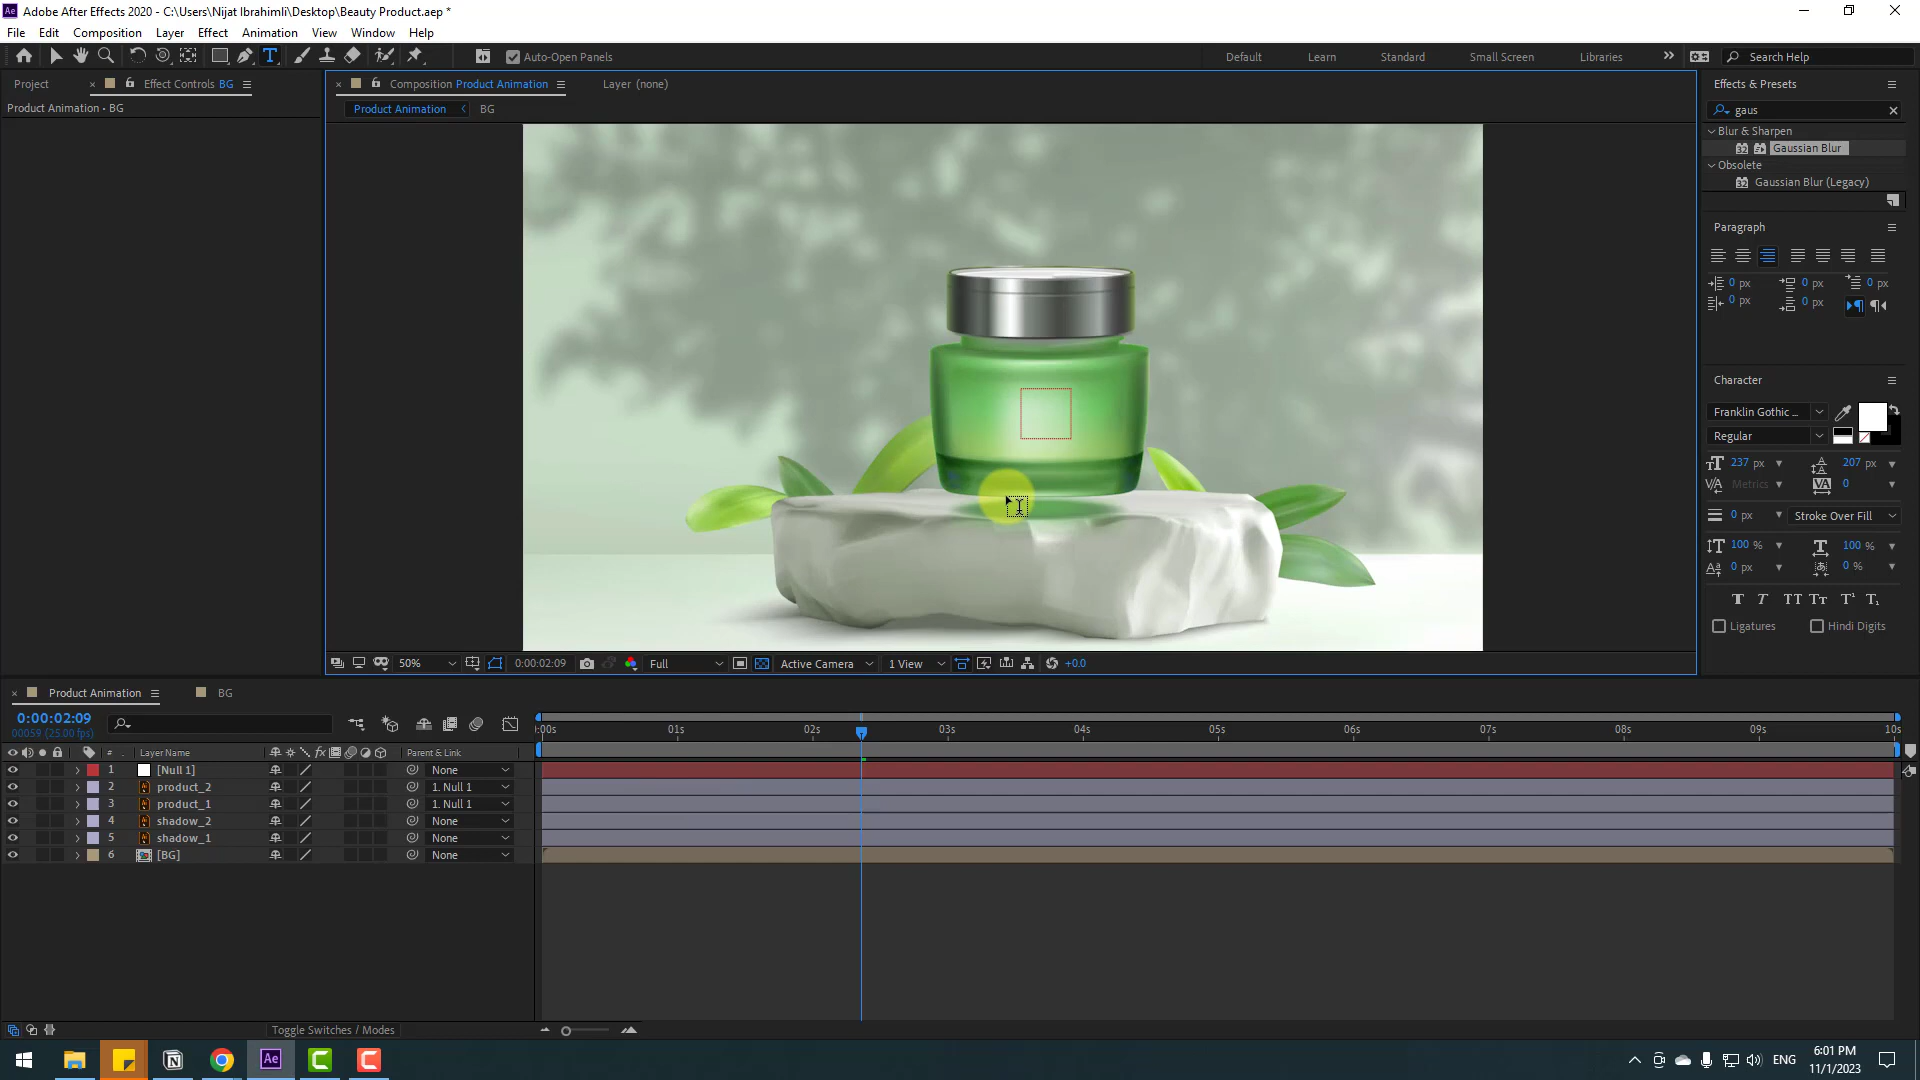 Adobe After Effects 2020 - C:\Users\Nijat Ibrahimli\Desktop\Beauty Product.aep *
File Edit Composition Layer Effect Animation View Window Help
Auto-Open Panels Default Learn Standard Small Screen Libraries Search Help
Project Effect Controls BG Composition Product Animation Layer (none) Effects & Presets
Product Animation • BG Product Animation BG gaus
Blur & Sharpen
Gaussian Blur
Obsolete
Gaussian Blur (Legacy)
Paragraph
0 px 0 px 0 px
0 px 0 px
Character
Franklin Gothic ...
Regular
237 px 207 px
Metrics 0
0 px Stroke Over Fill
100 % 100 %
0 px 0 %
Ligatures Hindi Digits
50% 0:00:02:09 Full Active Camera 1 View +0.0
Product Animation BG
0:00:02:09
00059 (25.00 fps)
:00s 01s 02s 03s 04s 05s 06s 07s 08s 09s 10s
# Layer Name Parent & Link
1 [Null 1] None
2 product_2 1. Null 1
3 product_1 1. Null 1
4 shadow_2 None
5 shadow_1 None
6 [BG] None
Toggle Switches / Modes
ENG 6:01 PM
11/1/2023